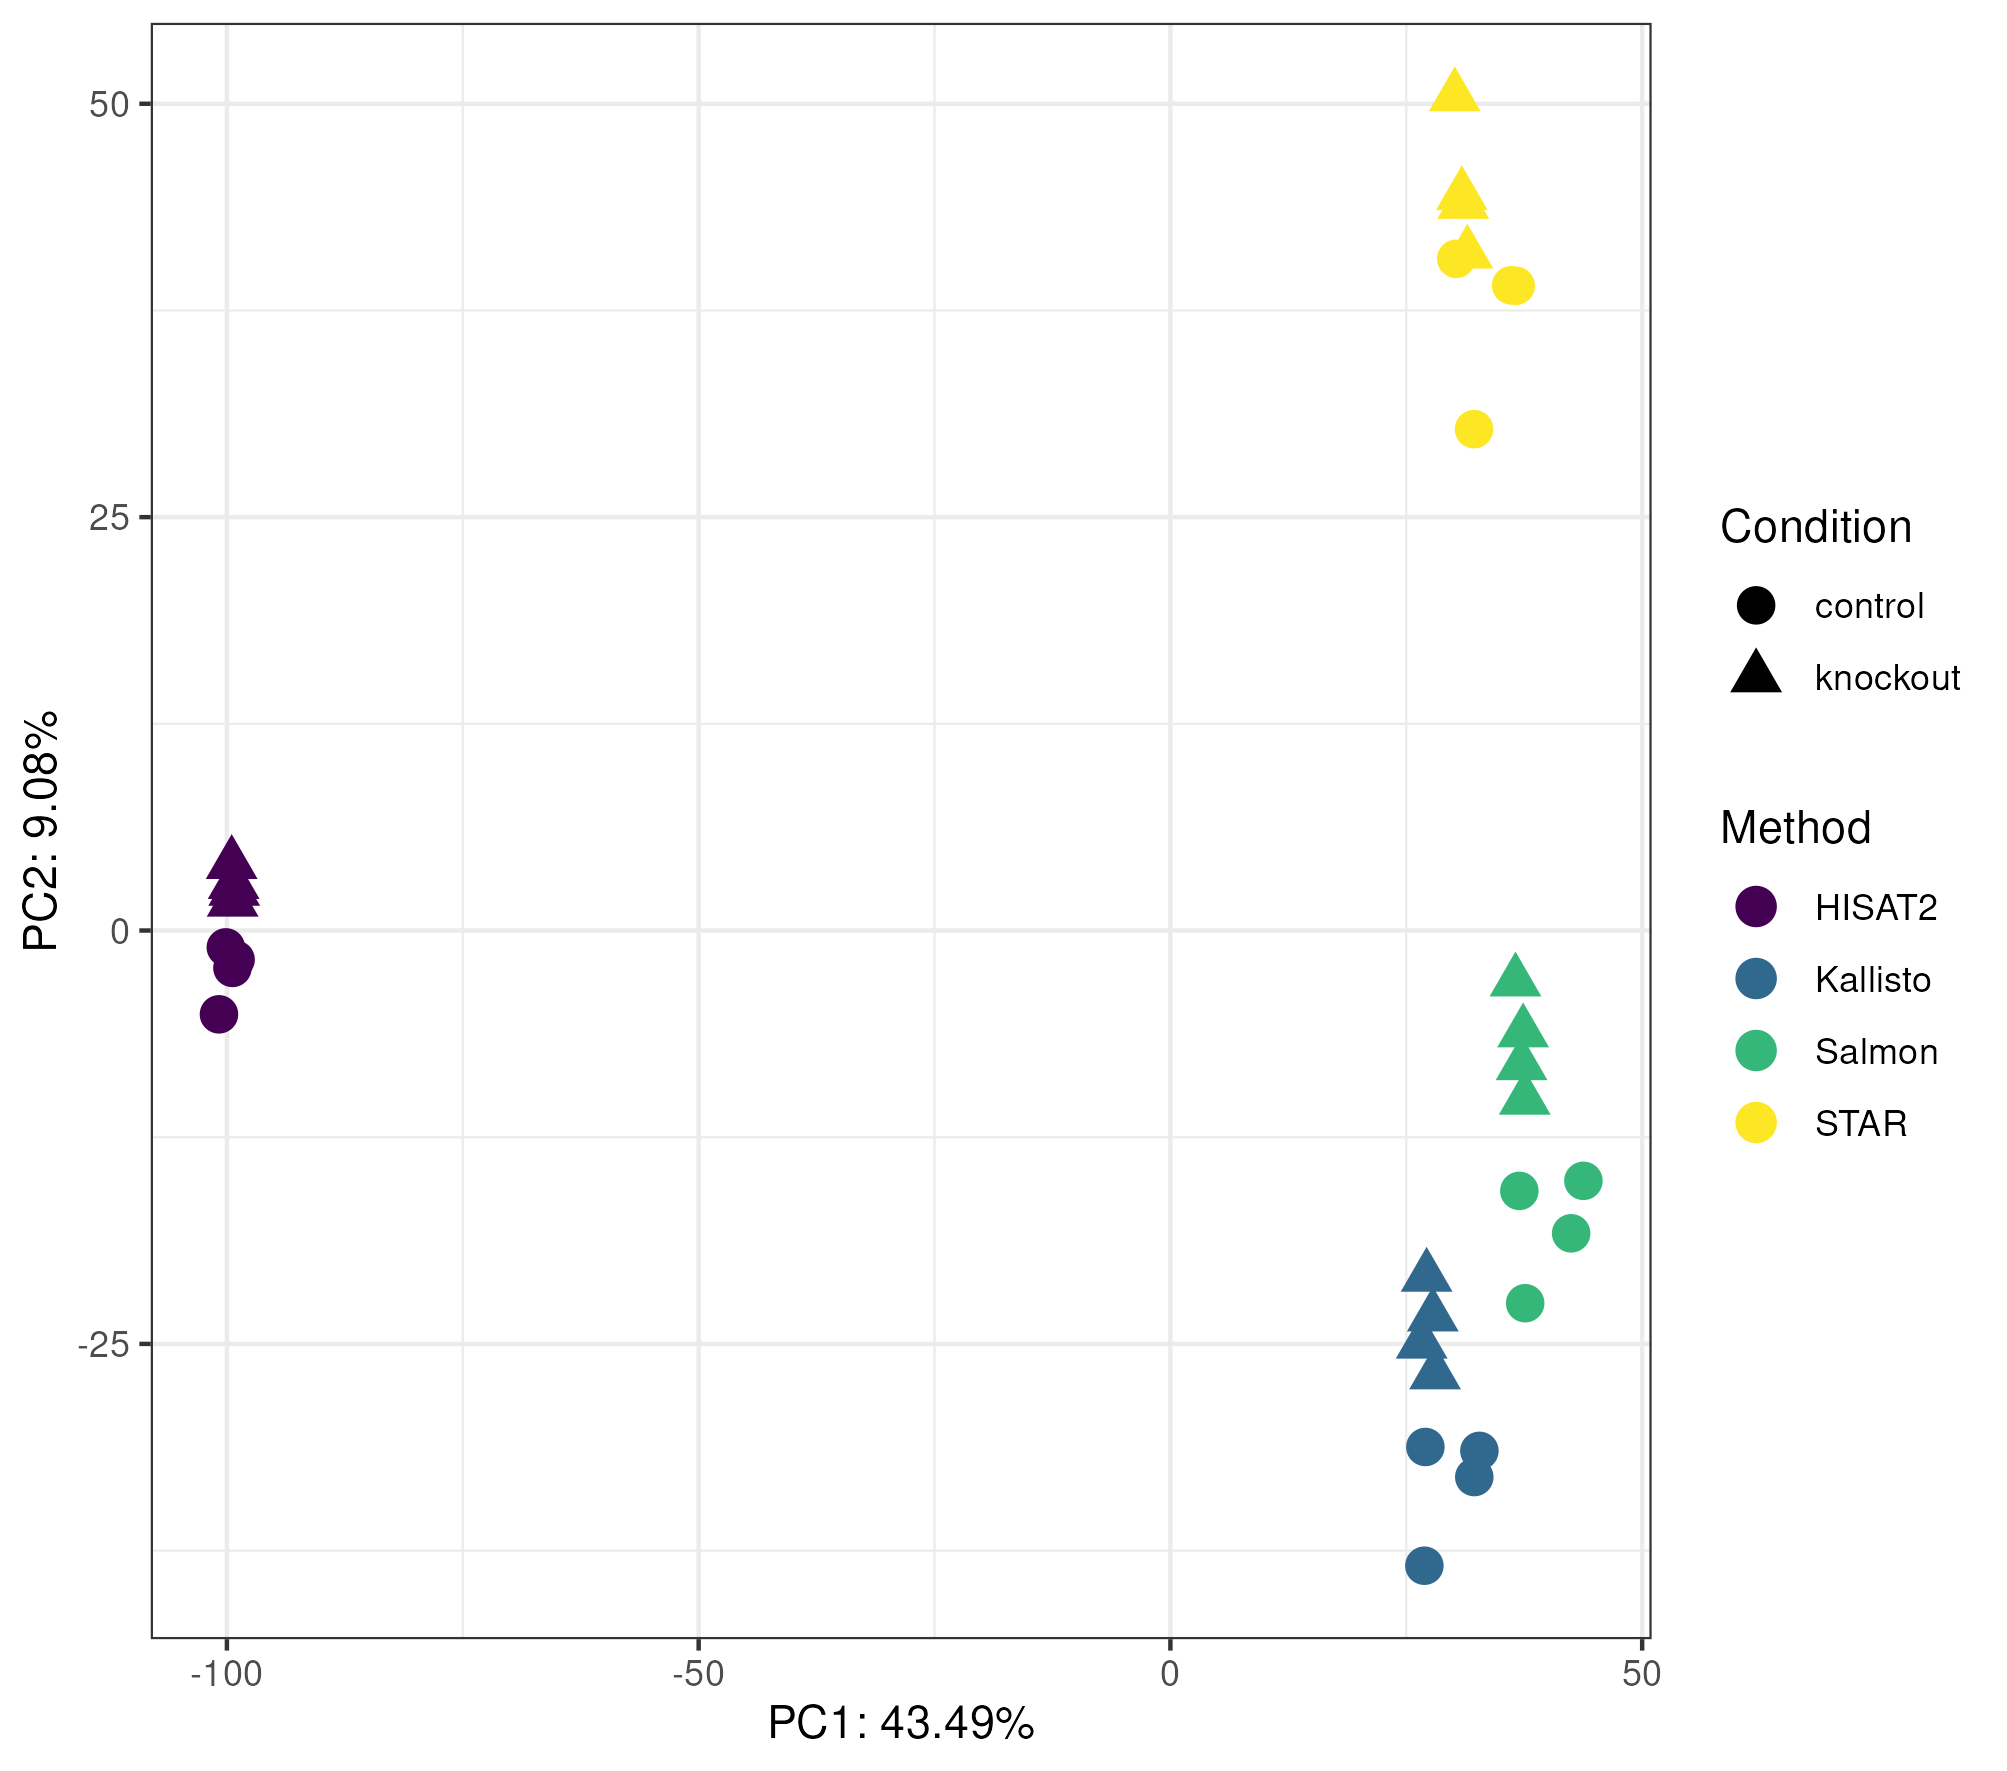 50
25
0
-25
PC2: 9.08%
-100
-50
0
50
PC1: 43.49%
Condition
control
knockout
Method
HISAT2
Kallisto
Salmon
STAR